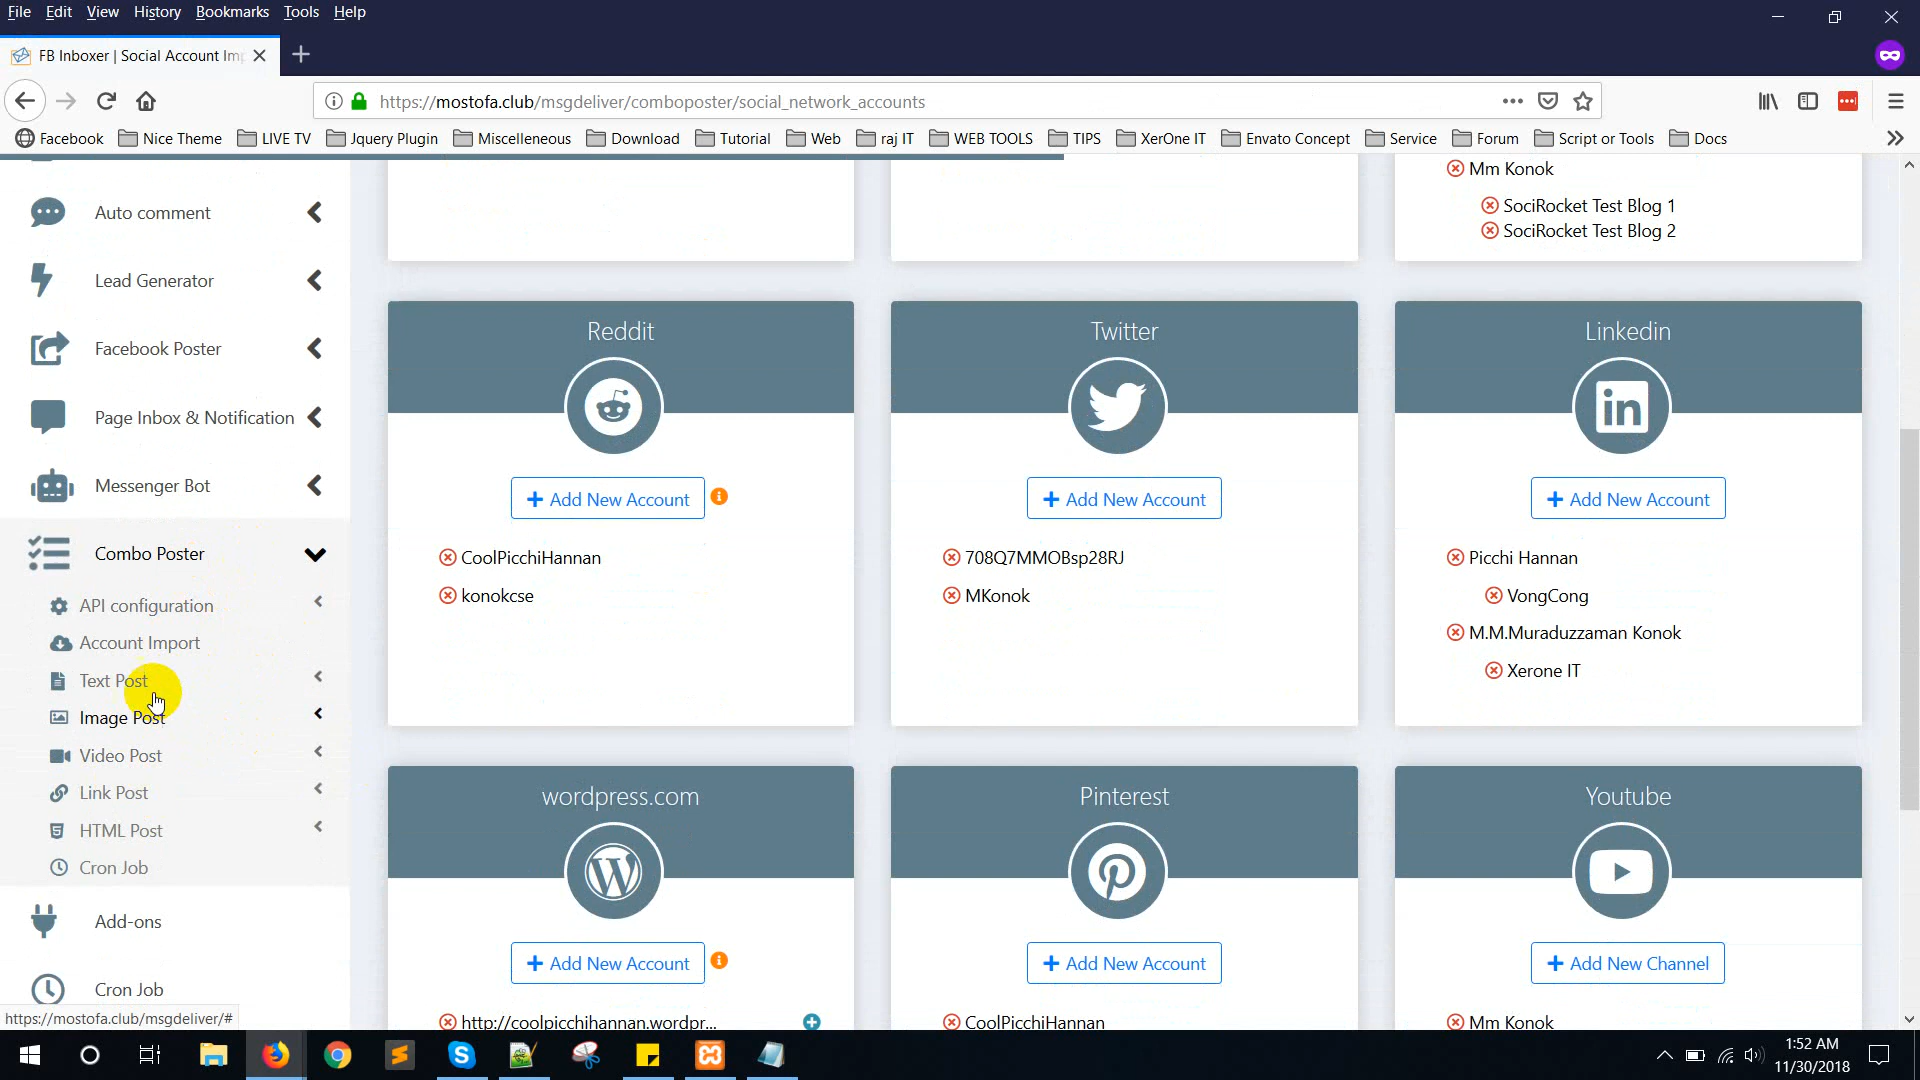 File Edit View History Bookmarks Tools Help
FB Inboxer | Social Account Im
https://mostofa.club/msgdeliver/comboposter/social_network_accounts
Facebook Nice Theme LIVE TV Jquery Plugin Miscelleneous Download Tutorial Web raj IT WEB TOOLS TIPS XerOne IT Envato Concept Service Forum Script or Tools Docs
Auto comment
Lead Generator
Facebook Poster
Page Inbox & Notification
Messenger Bot
Combo Poster
API configuration
Account Import
Text Post
Image Post
Video Post
Link Post
HTML Post
Cron Job
Add-ons
Cron Job
https://mostofa.club/msgdeliver/#
Mm Konok
SociRocket Test Blog 1
SociRocket Test Blog 2
Reddit
+ Add New Account
CoolPicchiHannan
konokcse
Twitter
+ Add New Account
708Q7MMOBsp28RJ
MKonok
Linkedin
in
+ Add New Account
Picchi Hannan
VongCong
M.M.Muraduzzaman Konok
Xerone IT
wordpress.com
+ Add New Account
http://coolpicchihannan.wordpr...
Pinterest
+ Add New Account
CoolPicchiHannan
Youtube
+ Add New Channel
Mm Konok
1:52 AM
11/30/2018